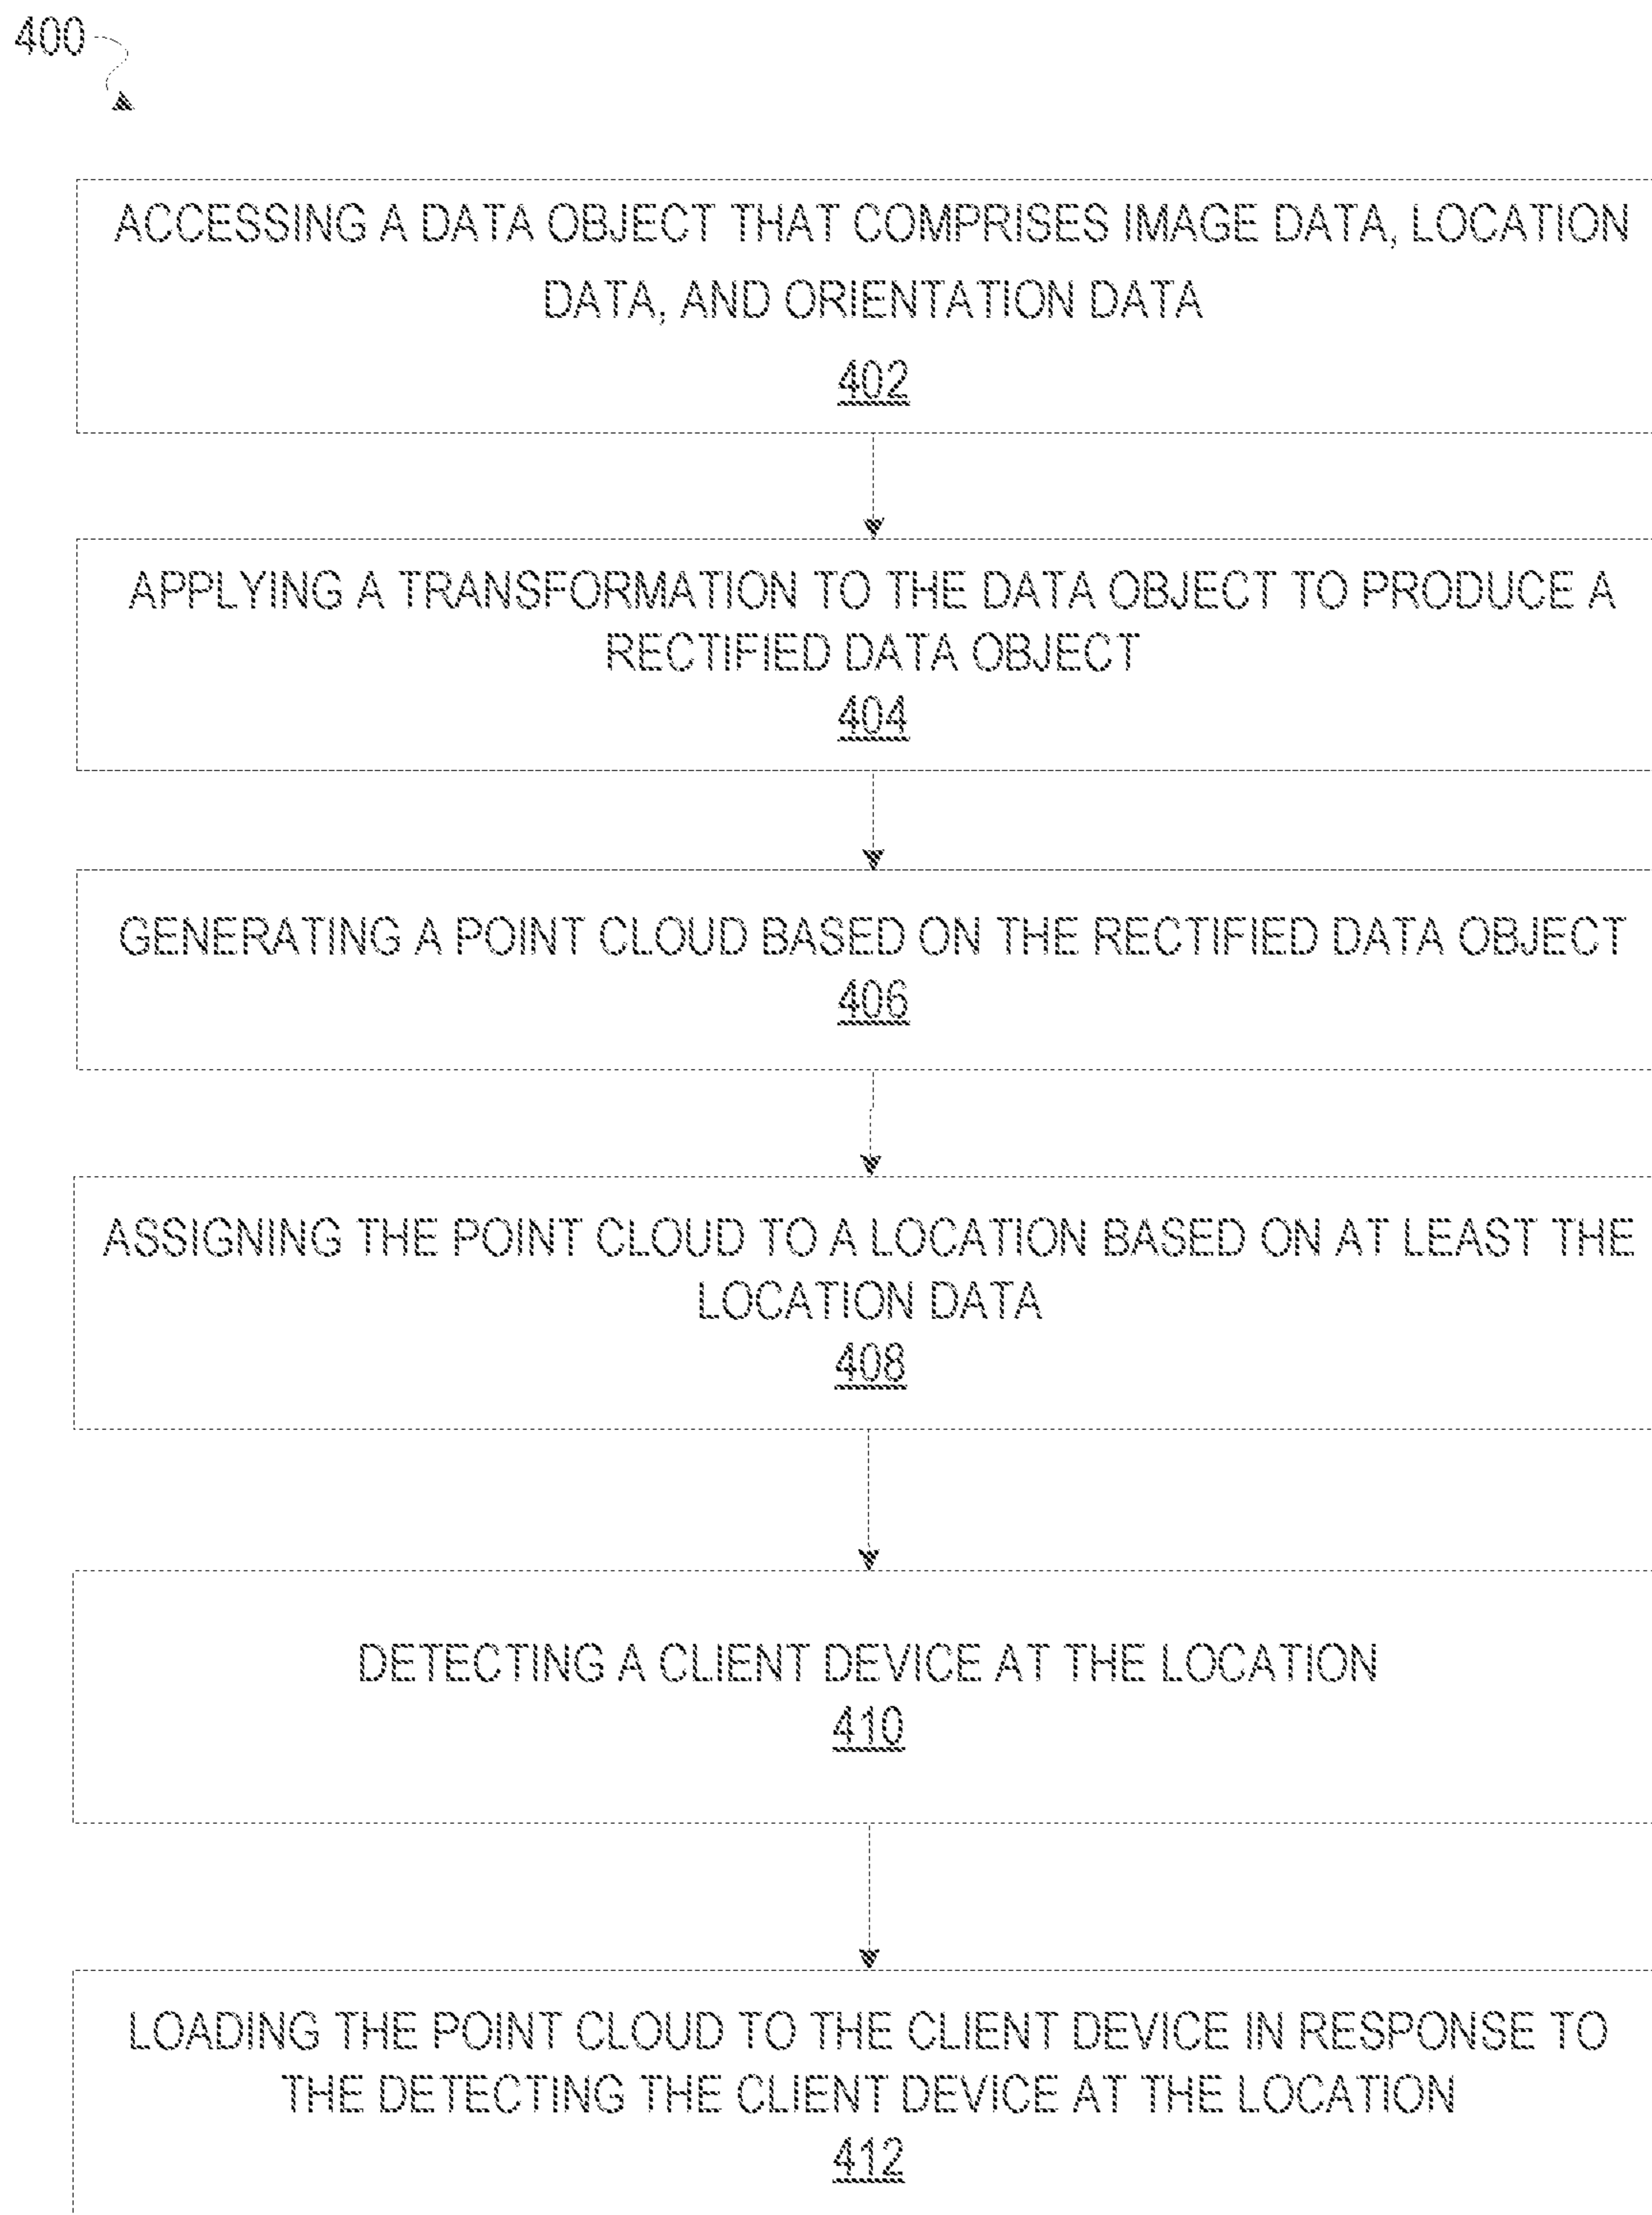 400
ACCESSING A DATA OBJECT THAT COMPRISES IMAGE DATA, LOCATION
DATA, AND ORIENTATION DATA
402
APPLYING A TRANSFORMATION TO THE DATA OBJECT TO PRODUCE A
RECTIFIED DATA OBJECT
404
GENERATING A POINT CLOUD BASED ON THE RECTIFIED DATA OBJECT
406
ASSIGNING THE POINT CLOUD TO A LOCATION BASED ON AT LEAST THE
LOCATION DATA
408
DETECTING A CLIENT DEVICE AT THE LOCATION
410
LOADING THE POINT CLOUD TO THE CLIENT DEVICE IN RESPONSE TO
THE DETECTING THE CLIENT DEVICE AT THE LOCATION
412